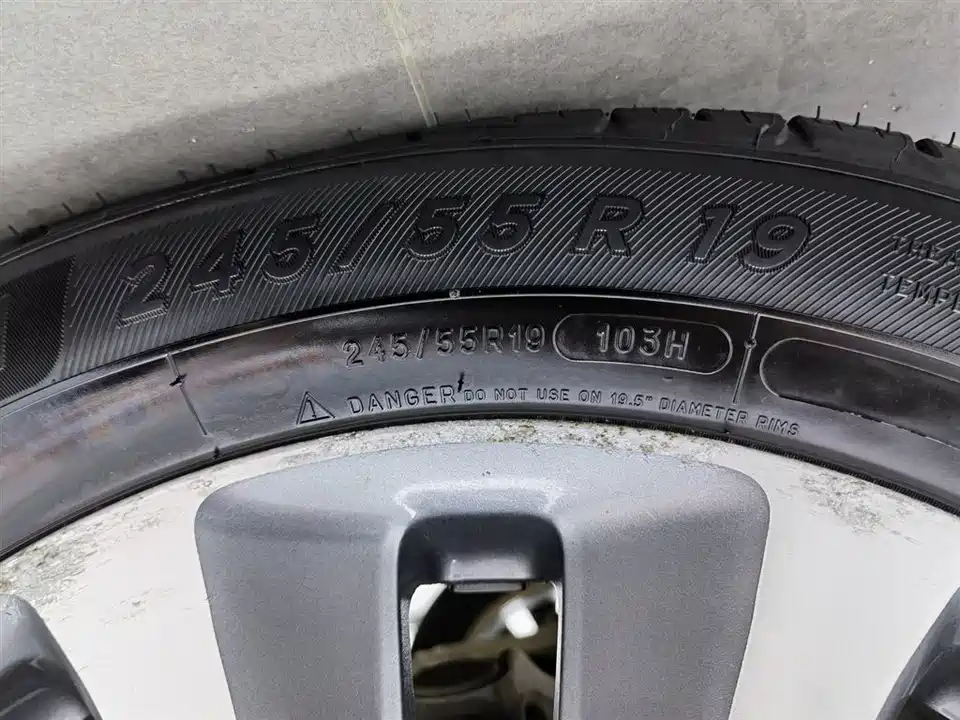 245/55 R 19
245/55R19 103H
DANGER DO NOT USE ON 19.5" DIAMETER RIMS